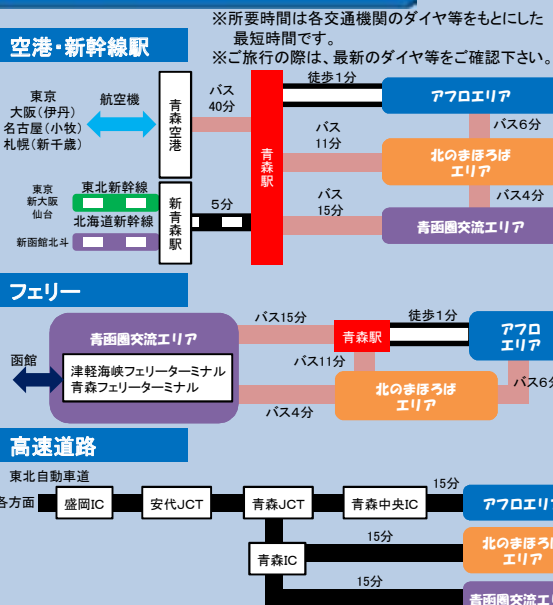 ※所要時間は各交通機関のダイヤ等をもとにした
最短時間です。
※ご旅行の際は、最新のダイヤ等をご確認下さい。
空港・新幹線駅
東京
大阪(伊丹)
名古屋(小牧)
札幌(新千歳)
航空機
青森空港
バス
40分
青森駅
徒歩1分
アフロエリア
バス6分
バス
11分
北のまほろば
エリア
バス4分
バス
15分
青函圏交流エリア
東京
新大阪
仙台
東北新幹線
北海道新幹線
新函館北斗
新青森駅
5分
フェリー
函館
青函圏交流エリア
津軽海峡フェリーターミナル
青森フェリーターミナル
バス15分
青森駅
徒歩1分
アフロ
エリア
バス11分
バス6分
北のまほろば
エリア
バス4分
高速道路
東北自動車道
各方面
盛岡IC
安代JCT
青森JCT
青森中央IC
15分
アフロエリア
青森IC
15分
北のまほろば
エリア
15分
青函圏交流エリ